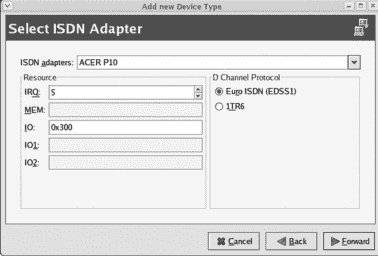 Add new Device Type
Select ISDN Adapter
ISDN adapters: ACER P10
Resource
IRQ: 5
MEM:
IO: 0x300
IO1:
IO2:
D Channel Protocol
Euro ISDN (EDSS1)
1TR6
Cancel
Back
Forward